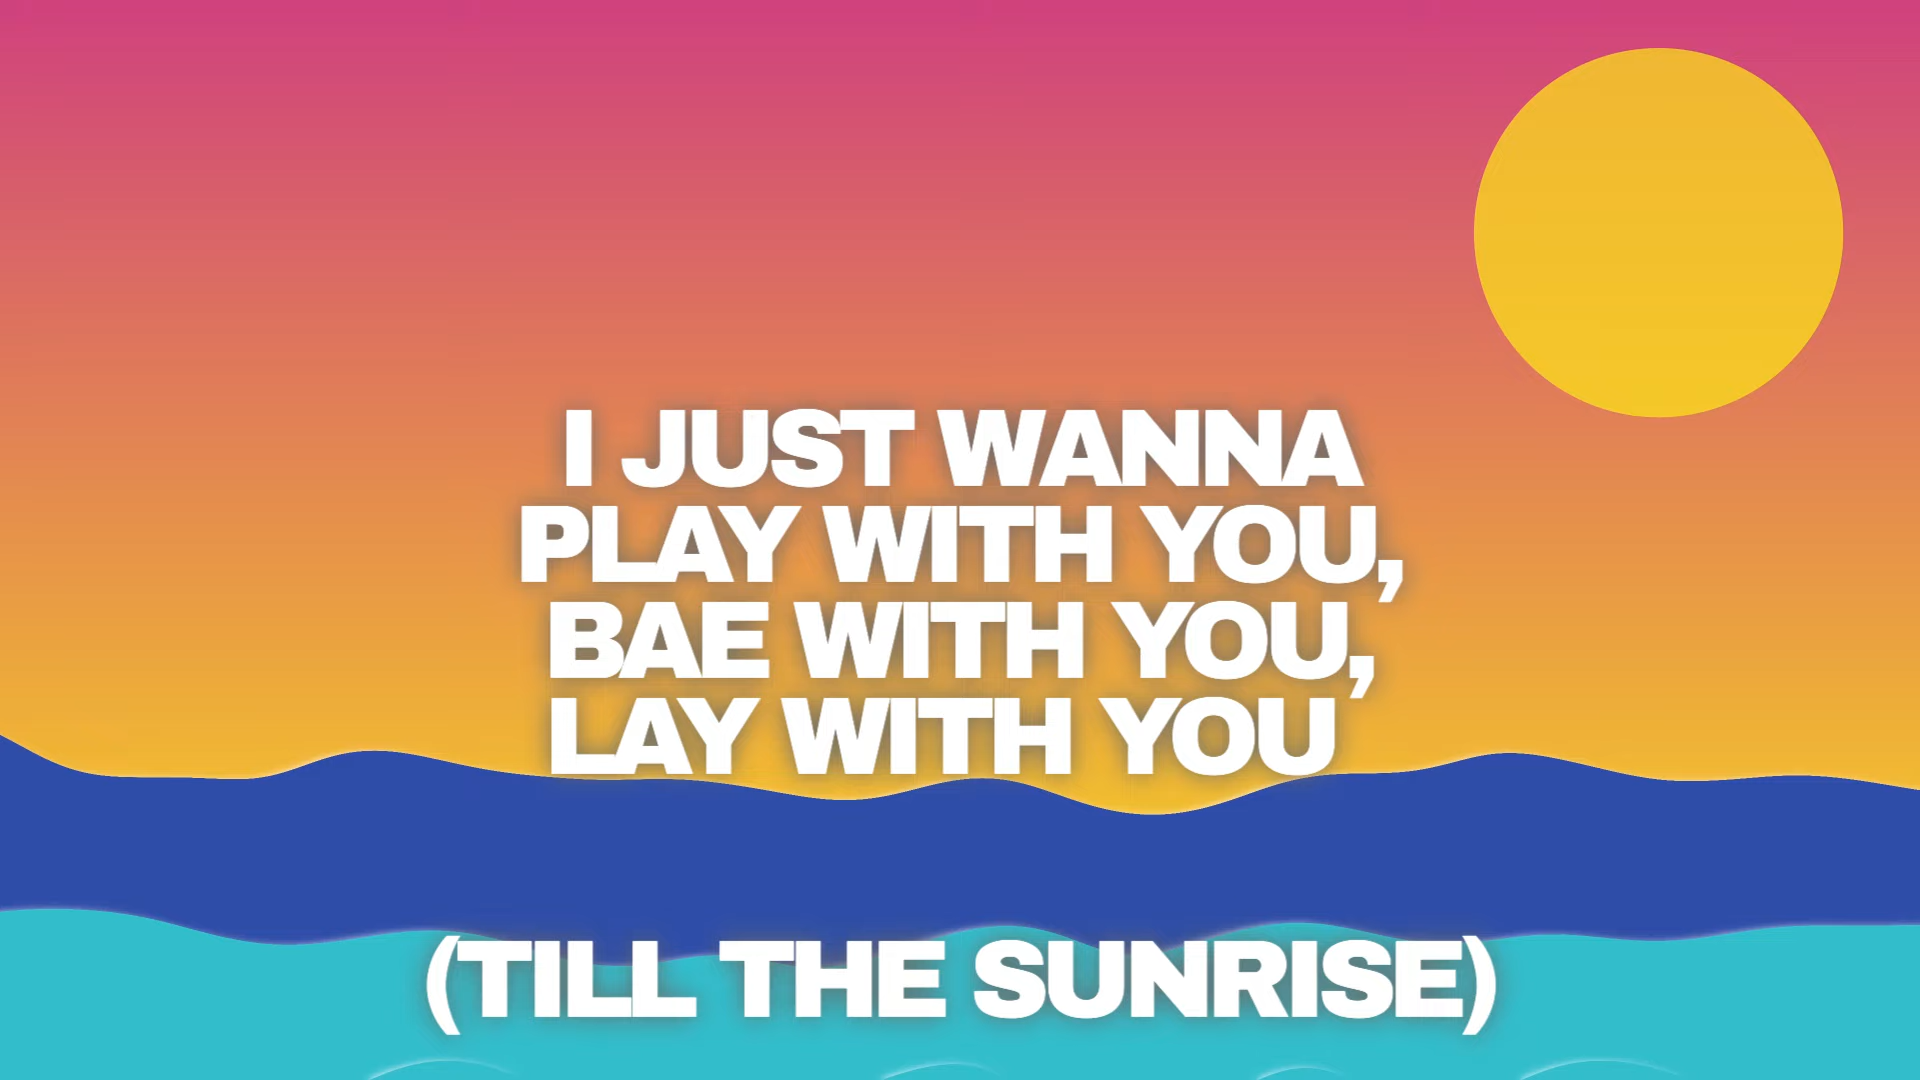 I JUST WANNA
PLAY WITH YOU,
BAE WITH YOU,
LAY WITH YOU
(TILL THE SUNRISE)